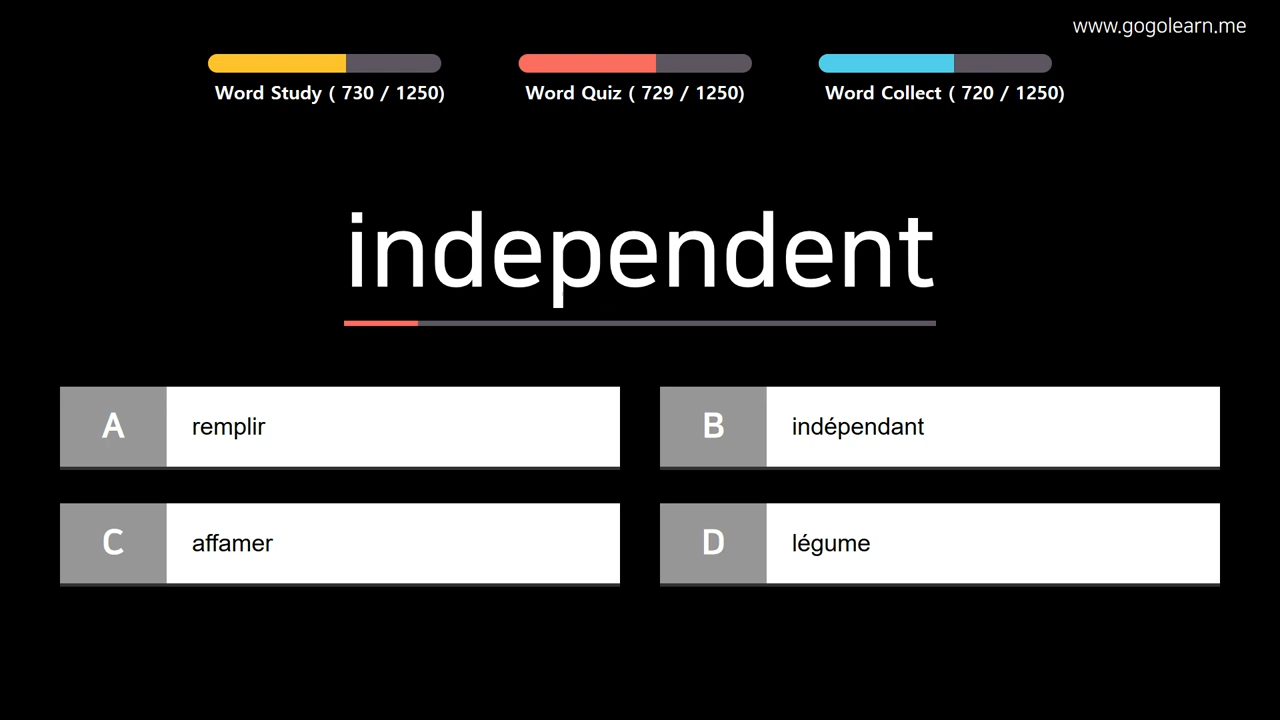 www.gogolearn.me
Word Study ( 730 / 1250)
Word Quiz ( 729 / 1250)
Word Collect ( 720 / 1250)
independent
A remplir
B indépendant
C affamer
D légume